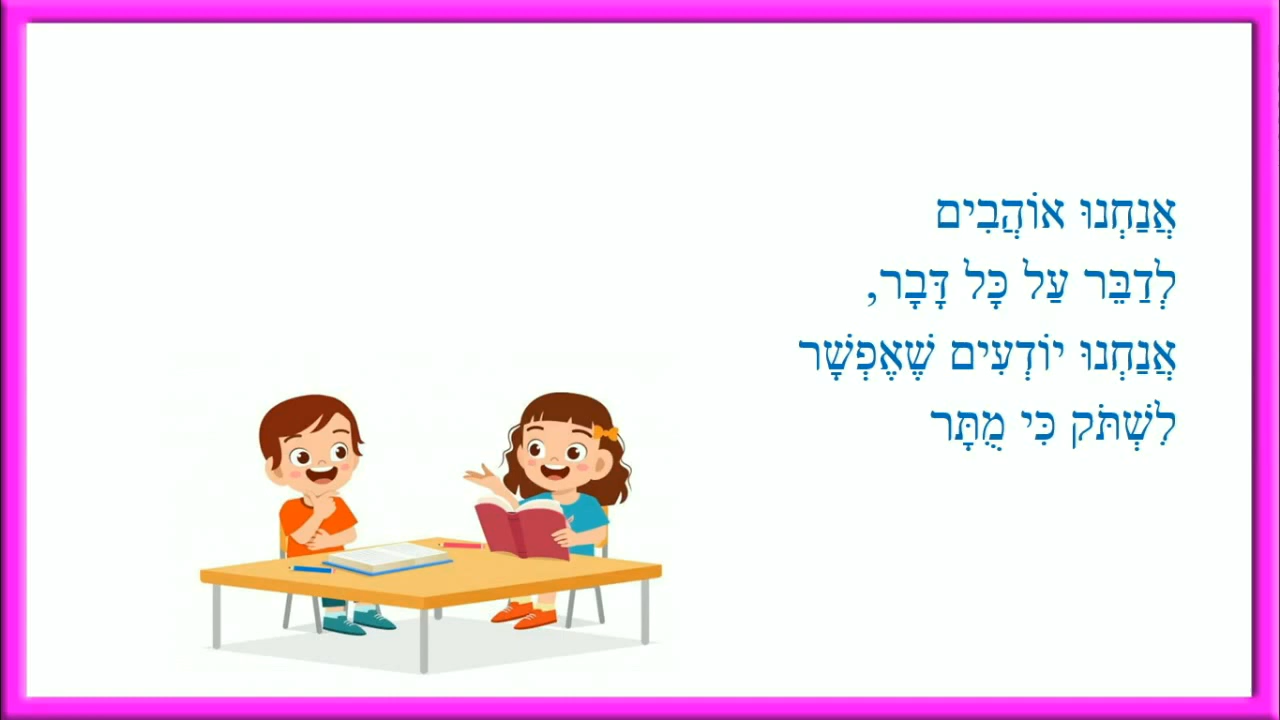 אֲנַחְנוּ אוֹהֲבִים
לְדַבֵּר עַל כָּל דָּבָר,
אֲנַחְנוּ יוֹדְעִים שֶׁאֶפְשָׁר
לִשְׁתֹּק כִּי מֻתָּר